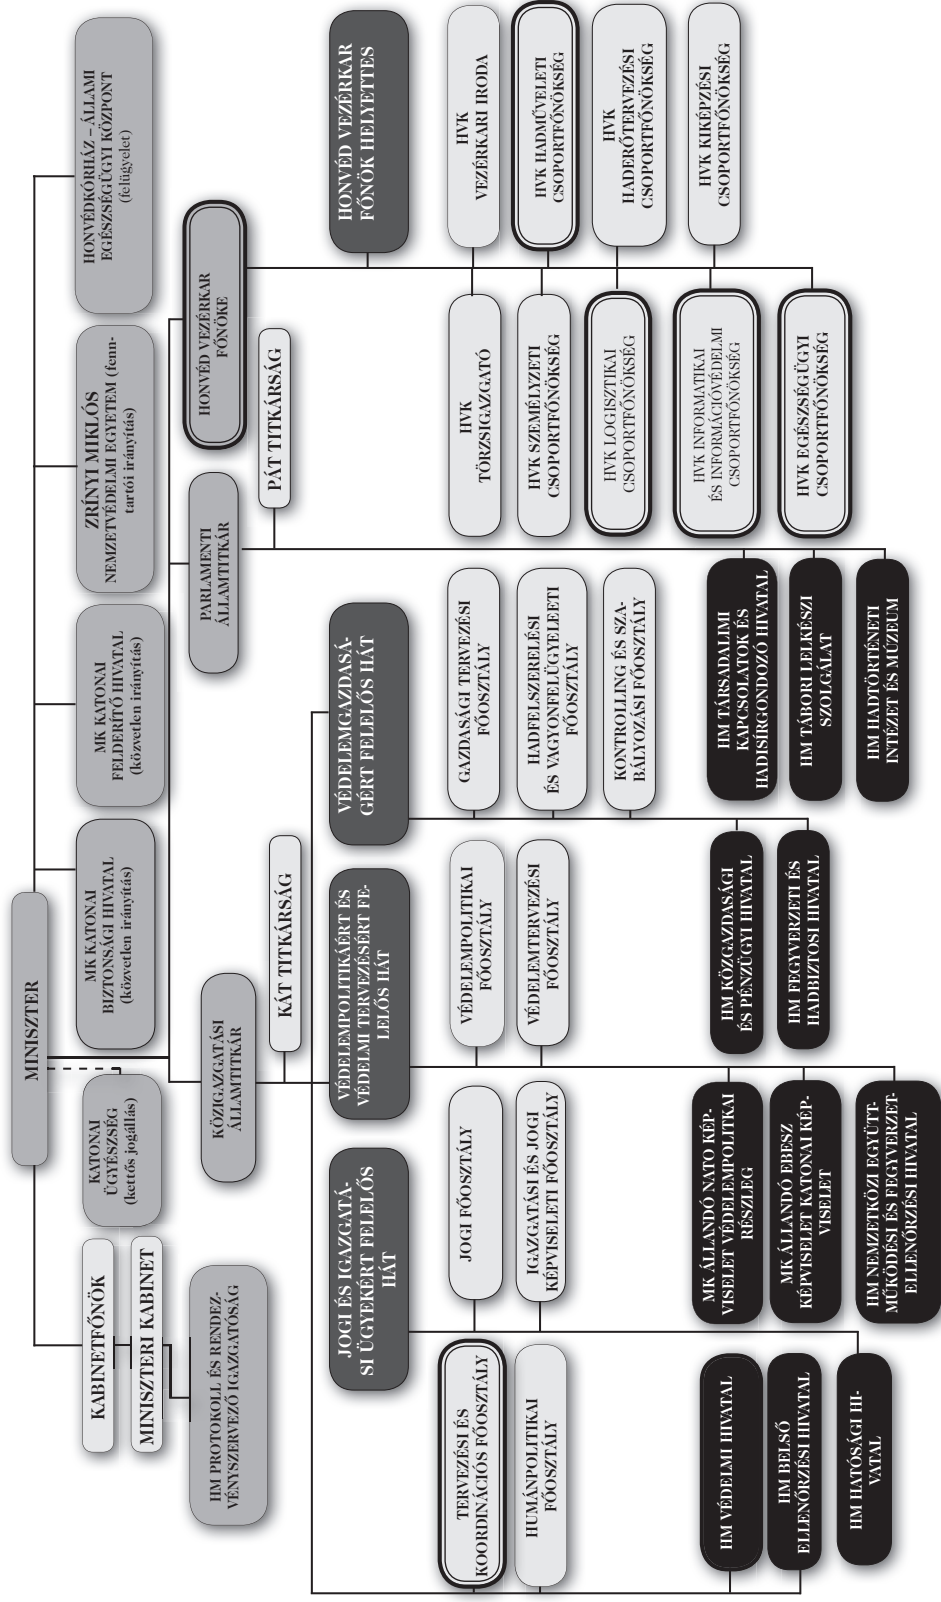 MINISZTER
KABINETFŐNÖK
MINISZTERI KABINET
HM PROTOKOLL ÉS RENDEZ-
VÉNYSZERVEZŐ IGAZGATÓSÁG
KATONAI
ÜGYÉSZSÉG
(kettős jogállás)
MK KATONAI
BIZTONSÁGI HIVATAL
(közvetlen irányítás)
MK KATONAI
FELDERÍTŐ HIVATAL
(közvetlen irányítás)
ZRÍNYI MIKLÓS
NEMZETVÉDELMI EGYETEM (fenn-
tartói irányítás)
HONVÉDKÓRHÁZ – ÁLLAMI
EGÉSZSÉGÜGYI KÖZPONT
(felügyelet)
KÖZIGAZGATÁSI
ÁLLAMTITKÁR
PARLAMENTI
ÁLLAMTITKÁR
HONVÉD VEZÉRKAR
FŐNÖKE
KÁT TITKÁRSÁG
PÁT TITKÁRSÁG
JOGI ÉS IGAZGATÁ-
SI ÜGYEKÉRT FELELŐS
HÁT
VÉDELEMPOLITIKÁÉRT ÉS
VÉDELMI TERVEZÉSÉRT FE-
LELŐS HÁT
VÉDELEMGAZDASÁ-
GÉRT FELELŐS HÁT
HONVÉD VEZÉRKAR
FŐNÖK HELYETTES
TERVEZÉSI ÉS
KOORDINÁCIÓS FŐOSZTÁLY
HUMÁNPOLITIKAI
FŐOSZTÁLY
JOGI FŐOSZTÁLY
IGAZGATÁSI ÉS JOGI
KÉPVISELETI FŐOSZTÁLY
VÉDELEMPOLITIKAI
FŐOSZTÁLY
VÉDELEMTERVEZÉSI
FŐOSZTÁLY
GAZDASÁGI TERVEZÉSI
FŐOSZTÁLY
HADFELSZERELÉSI
ÉS VAGYONFELÜGYELEETI
FŐOSZTÁLY
KONTROLLING ÉS SZA-
BÁLYOZÁSI FŐOSZTÁLY
HVK
TÖRZSIGAZGATÓ
HVK SZEMÉLYZETI
CSOPORTFŐNÖKSÉG
HVK LOGISZTIKAI
CSOPORTFŐNÖKSÉG
HVK INFORMATIKAI
ÉS INFORMÁCIÓVÉDELMI
CSOPORTFŐNÖKSÉG
HVK EGÉSZSÉGÜGYI
CSOPORTFŐNÖKSÉG
HVK
VEZÉRKARI IRODA
HVK HADMŰVELETI
CSOPORTFŐNÖKSÉG
HVK
HADERŐTERVEZÉSI
CSOPORTFŐNÖKSÉG
HVK KIKÉPZÉSI
CSOPORTFŐNÖKSÉG
HM VÉDELMI HIVATAL
HM BELSŐ
ELLENŐRZÉSI HIVATAL
HM HATÓSÁGI HI-
VATAL
MK ÁLLANDÓ NATO KÉP-
VISELET VÉDELEMPOLITKAI
RÉSZLEG
MK ÁLLANDÓ EBESZ
KÉPVISELET KATONAI KÉP-
VISELET
HM NEMZETKÖZI EGYÜTT-
MŰKÖDÉSI ÉS FEGYVERZET-
ELLENŐRZÉSI HIVATAL
HM KÖZGAZDASÁGI
ÉS PÉNZÜGYI HIVATAL
HM FEGYVERZETI ÉS
HADBIZTOSI HIVATAL
HM TÁRSADALMI
KAPCSOLATOK ÉS
HADISÍRGONDOZÓ HIVATAL
HM TÁBORI LELKÉSZI
SZOLGÁLAT
HM HADTÖRTÉNETI
INTÉZET ÉS MÚZEUM